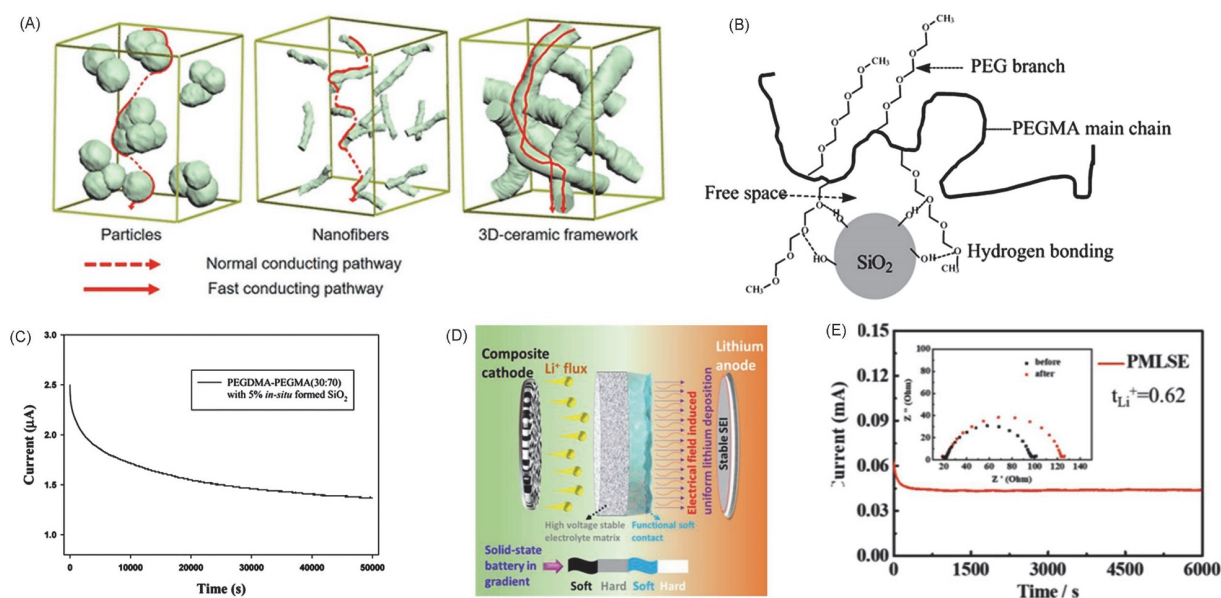 (A)
Particles
Nanofibers
3D-ceramic framework
Normal conducting pathway
Fast conducting pathway
(B)
CH₃
CH₃
PEG branch
PEGMA main chain
Free space
SiO₂
HO
OH
Hydrogen bonding
CH₃
CH₃
(C)
3.0
2.5
2.0
1.5
1.0
Current (μA)
PEGDMA-PEGMA(30:70)
with 5% in-situ formed SiO₂
0
10000
20000
30000
40000
50000
Time (s)
(D)
Composite
cathode
Li⁺ flux
Lithium
anode
Electrical field induced
uniform lithium deposition
Stable SEI
High voltage stable
electrolyte matrix
Functional soft
contact
Solid-state
battery in
gradient
Soft Hard Soft Hard
(E)
0.15
0.12
0.09
0.06
0.03
0.00
Current (mA)
PMLSE
tLi⁺=0.62
before
after
100
80
60
40
20
0
Z'' (Ohm)
20 40 60 80 100 120 148
Z' (Ohm)
0
1500
3000
4500
6000
Time / s